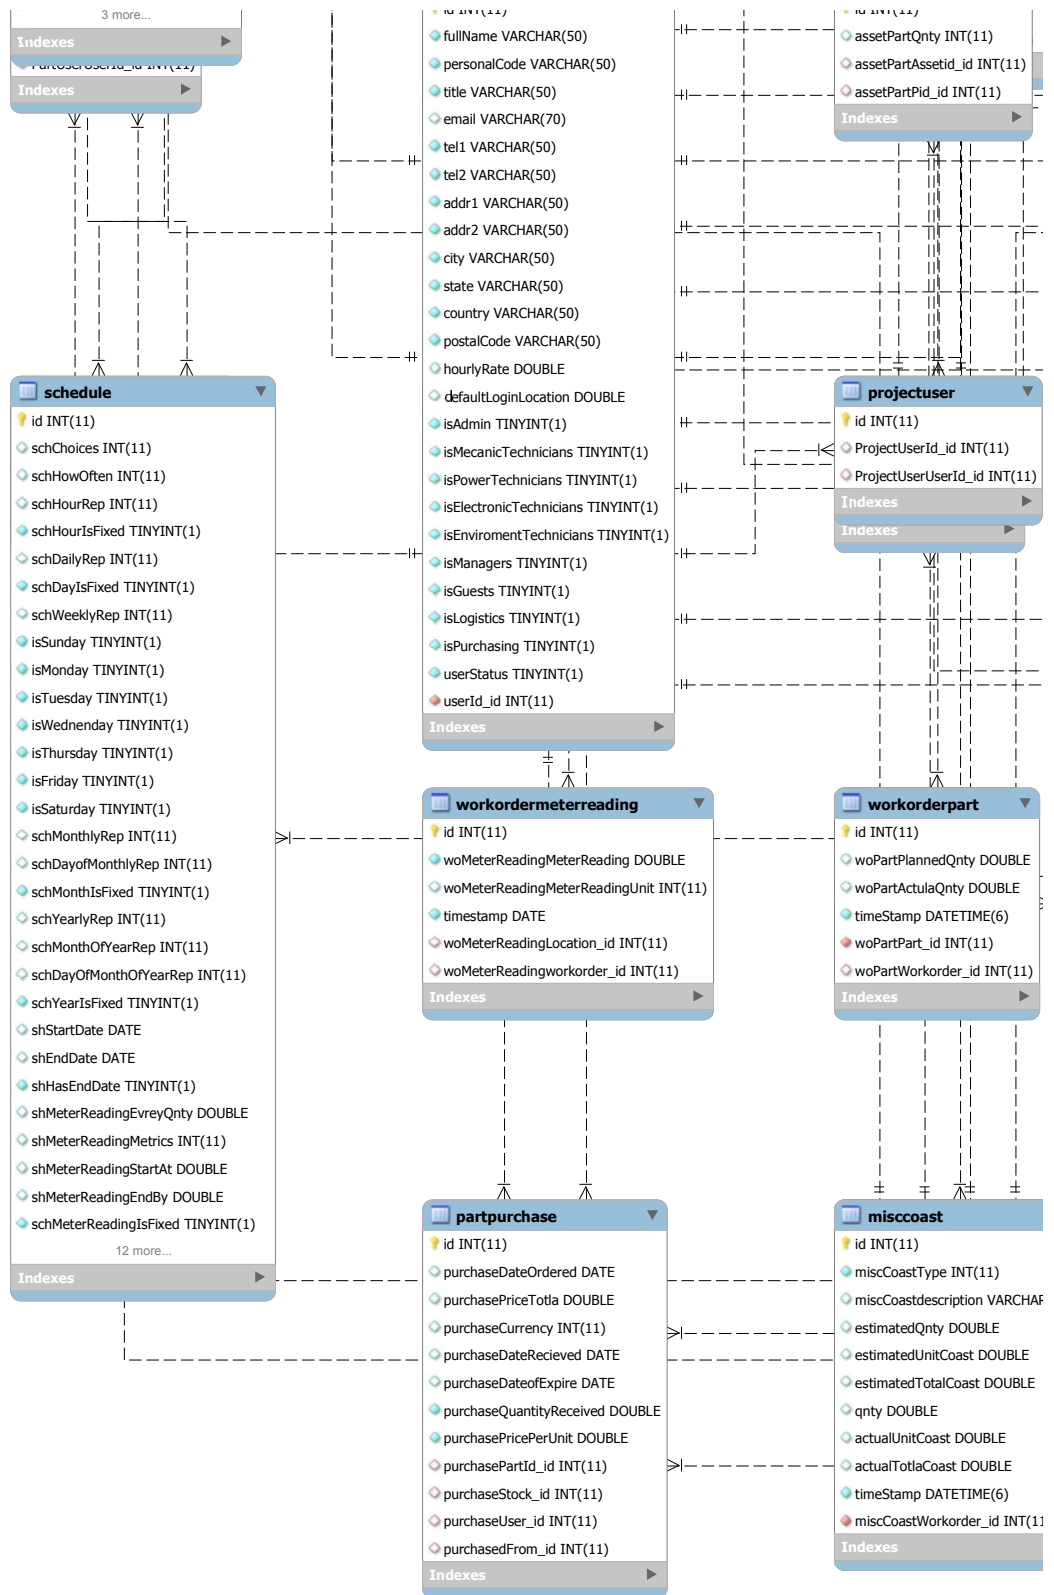 3 more...
Indexes
PartUserUserId_id INT(11)
Indexes
id INT(11)
fullName VARCHAR(50)
personalCode VARCHAR(50)
title VARCHAR(50)
email VARCHAR(70)
tel1 VARCHAR(50)
tel2 VARCHAR(50)
addr1 VARCHAR(50)
addr2 VARCHAR(50)
city VARCHAR(50)
state VARCHAR(50)
country VARCHAR(50)
postalCode VARCHAR(50)
hourlyRate DOUBLE
defaultLoginLocation DOUBLE
isAdmin TINYINT(1)
isMecanicTechnicians TINYINT(1)
isPowerTechnicians TINYINT(1)
isElectronicTechnicians TINYINT(1)
isEnviromentTechnicians TINYINT(1)
isManagers TINYINT(1)
isGuests TINYINT(1)
isLogistics TINYINT(1)
isPurchasing TINYINT(1)
userStatus TINYINT(1)
userId_id INT(11)
Indexes
id INT(11)
assetPartQnty INT(11)
assetPartAssetid_id INT(11)
assetPartPid_id INT(11)
Indexes
schedule
id INT(11)
schChoices INT(11)
schHowOften INT(11)
schHourRep INT(11)
schHourIsFixed TINYINT(1)
schDailyRep INT(11)
schDayIsFixed TINYINT(1)
schWeeklyRep INT(11)
isSunday TINYINT(1)
isMonday TINYINT(1)
isTuesday TINYINT(1)
isWednenday TINYINT(1)
isThursday TINYINT(1)
isFriday TINYINT(1)
isSaturday TINYINT(1)
schMonthlyRep INT(11)
schDayofMonthlyRep INT(11)
schMonthIsFixed TINYINT(1)
schYearlyRep INT(11)
schMonthOfYearRep INT(11)
schDayOfMonthOfYearRep INT(11)
schYearIsFixed TINYINT(1)
shStartDate DATE
shEndDate DATE
shHasEndDate TINYINT(1)
shMeterReadingEvreyQnty DOUBLE
shMeterReadingMetrics INT(11)
shMeterReadingStartAt DOUBLE
shMeterReadingEndBy DOUBLE
schMeterReadingIsFixed TINYINT(1)
12 more...
Indexes
projectuser
id INT(11)
ProjectUserId_id INT(11)
ProjectUserUserId_id INT(11)
Indexes
Indexes
workordermeterreading
id INT(11)
woMeterReadingMeterReading DOUBLE
woMeterReadingMeterReadingUnit INT(11)
timestamp DATE
woMeterReadingLocation_id INT(11)
woMeterReadingworkorder_id INT(11)
Indexes
workorderpart
id INT(11)
woPartPlannedQnty DOUBLE
woPartActulaQnty DOUBLE
timeStamp DATETIME(6)
woPartPart_id INT(11)
woPartWorkorder_id INT(11)
Indexes
partpurchase
id INT(11)
purchaseDateOrdered DATE
purchasePriceTotla DOUBLE
purchaseCurrency INT(11)
purchaseDateRecieved DATE
purchaseDateofExpire DATE
purchaseQuantityReceived DOUBLE
purchasePricePerUnit DOUBLE
purchasePartId_id INT(11)
purchaseStock_id INT(11)
purchaseUser_id INT(11)
purchasedFrom_id INT(11)
Indexes
misccoast
id INT(11)
miscCoastType INT(11)
miscCoastdescription VARCHAR
estimatedQnty DOUBLE
estimatedUnitCoast DOUBLE
estimatedTotalCoast DOUBLE
qnty DOUBLE
actualUnitCoast DOUBLE
actualTotlaCoast DOUBLE
timeStamp DATETIME(6)
miscCoastWorkorder_id INT(11
Indexes